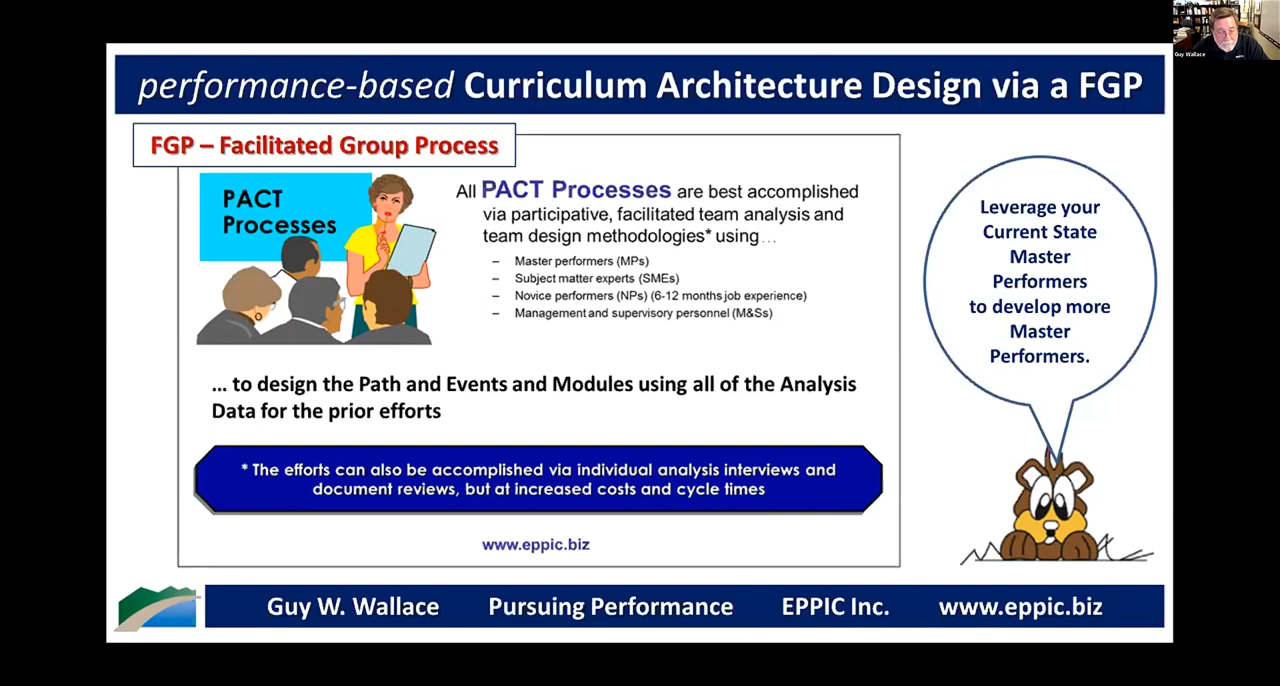 Guy Wallace
performance-based Curriculum Architecture Design via a FGP
FGP – Facilitated Group Process
PACT
Processes
All PACT Processes are best accomplished
via participative, facilitated team analysis and
team design methodologies* using…
– Master performers (MPs)
– Subject matter experts (SMEs)
– Novice performers (NPs) (6-12 months job experience)
– Management and supervisory personnel (M&Ss)
… to design the Path and Events and Modules using all of the Analysis
Data for the prior efforts
* The efforts can also be accomplished via individual analysis interviews and
document reviews, but at increased costs and cycle times
www.eppic.biz
Leverage your
Current State
Master
Performers
to develop more
Master
Performers.
Guy W. Wallace Pursuing Performance EPPIC Inc. www.eppic.biz